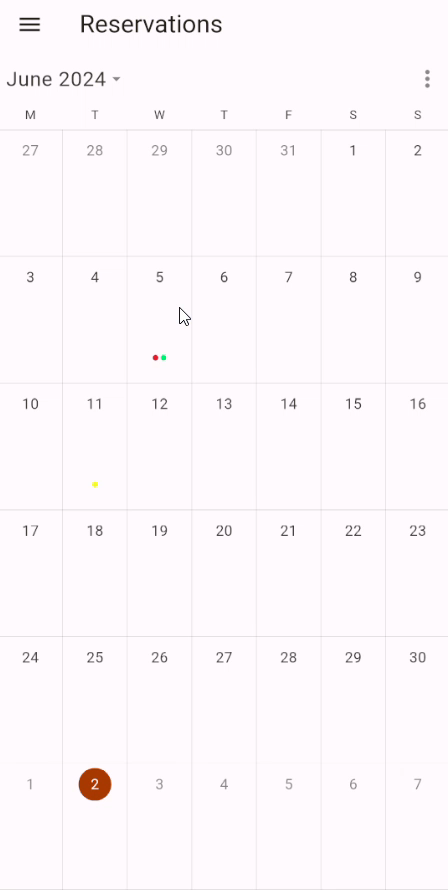 Reservations
June 2024
M T W T F S S
27 28 29 30 31 1 2
3 4 5 6 7 8 9
10 11 12 13 14 15 16
17 18 19 20 21 22 23
24 25 26 27 28 29 30
1 2 3 4 5 6 7